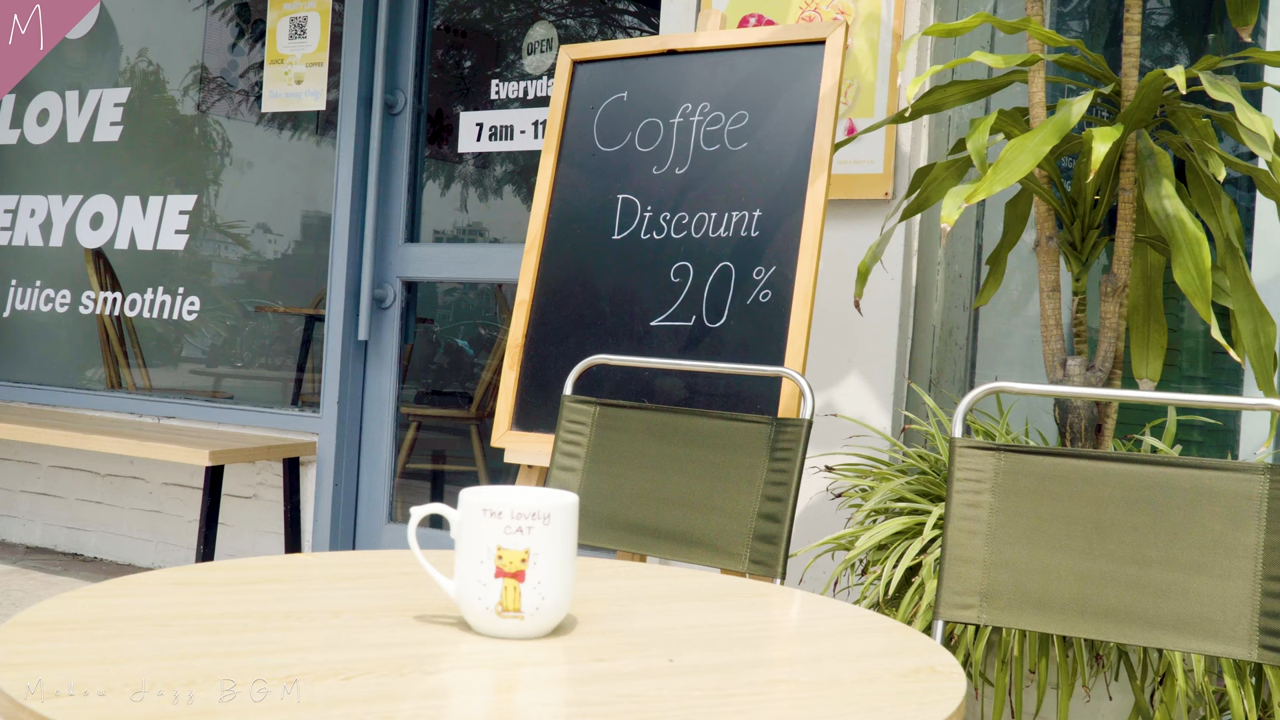 M
LOVE
ERYONE
juice smothie
JUICE
COFFEE
OPEN
Everyda
7 am - 11
Coffee
Discount
20%
The lovely
CAT
Mellow Jazz BGM